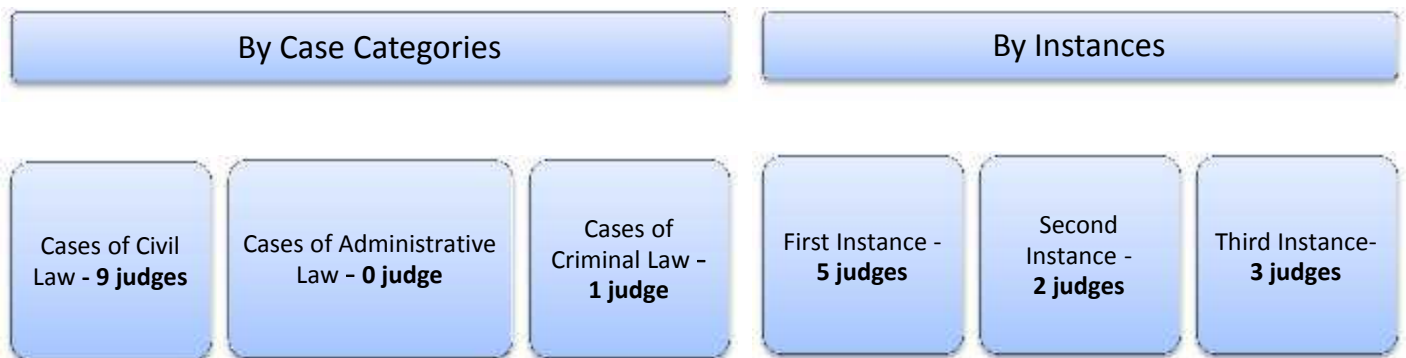 By Case Categories
By Instances
Cases of Civil
Law - 9 judges
Cases of Administrative
Law – 0 judge
Cases of
Criminal Law –
1 judge
First Instance -
5 judges
Second
Instance -
2 judges
Third Instance-
3 judges